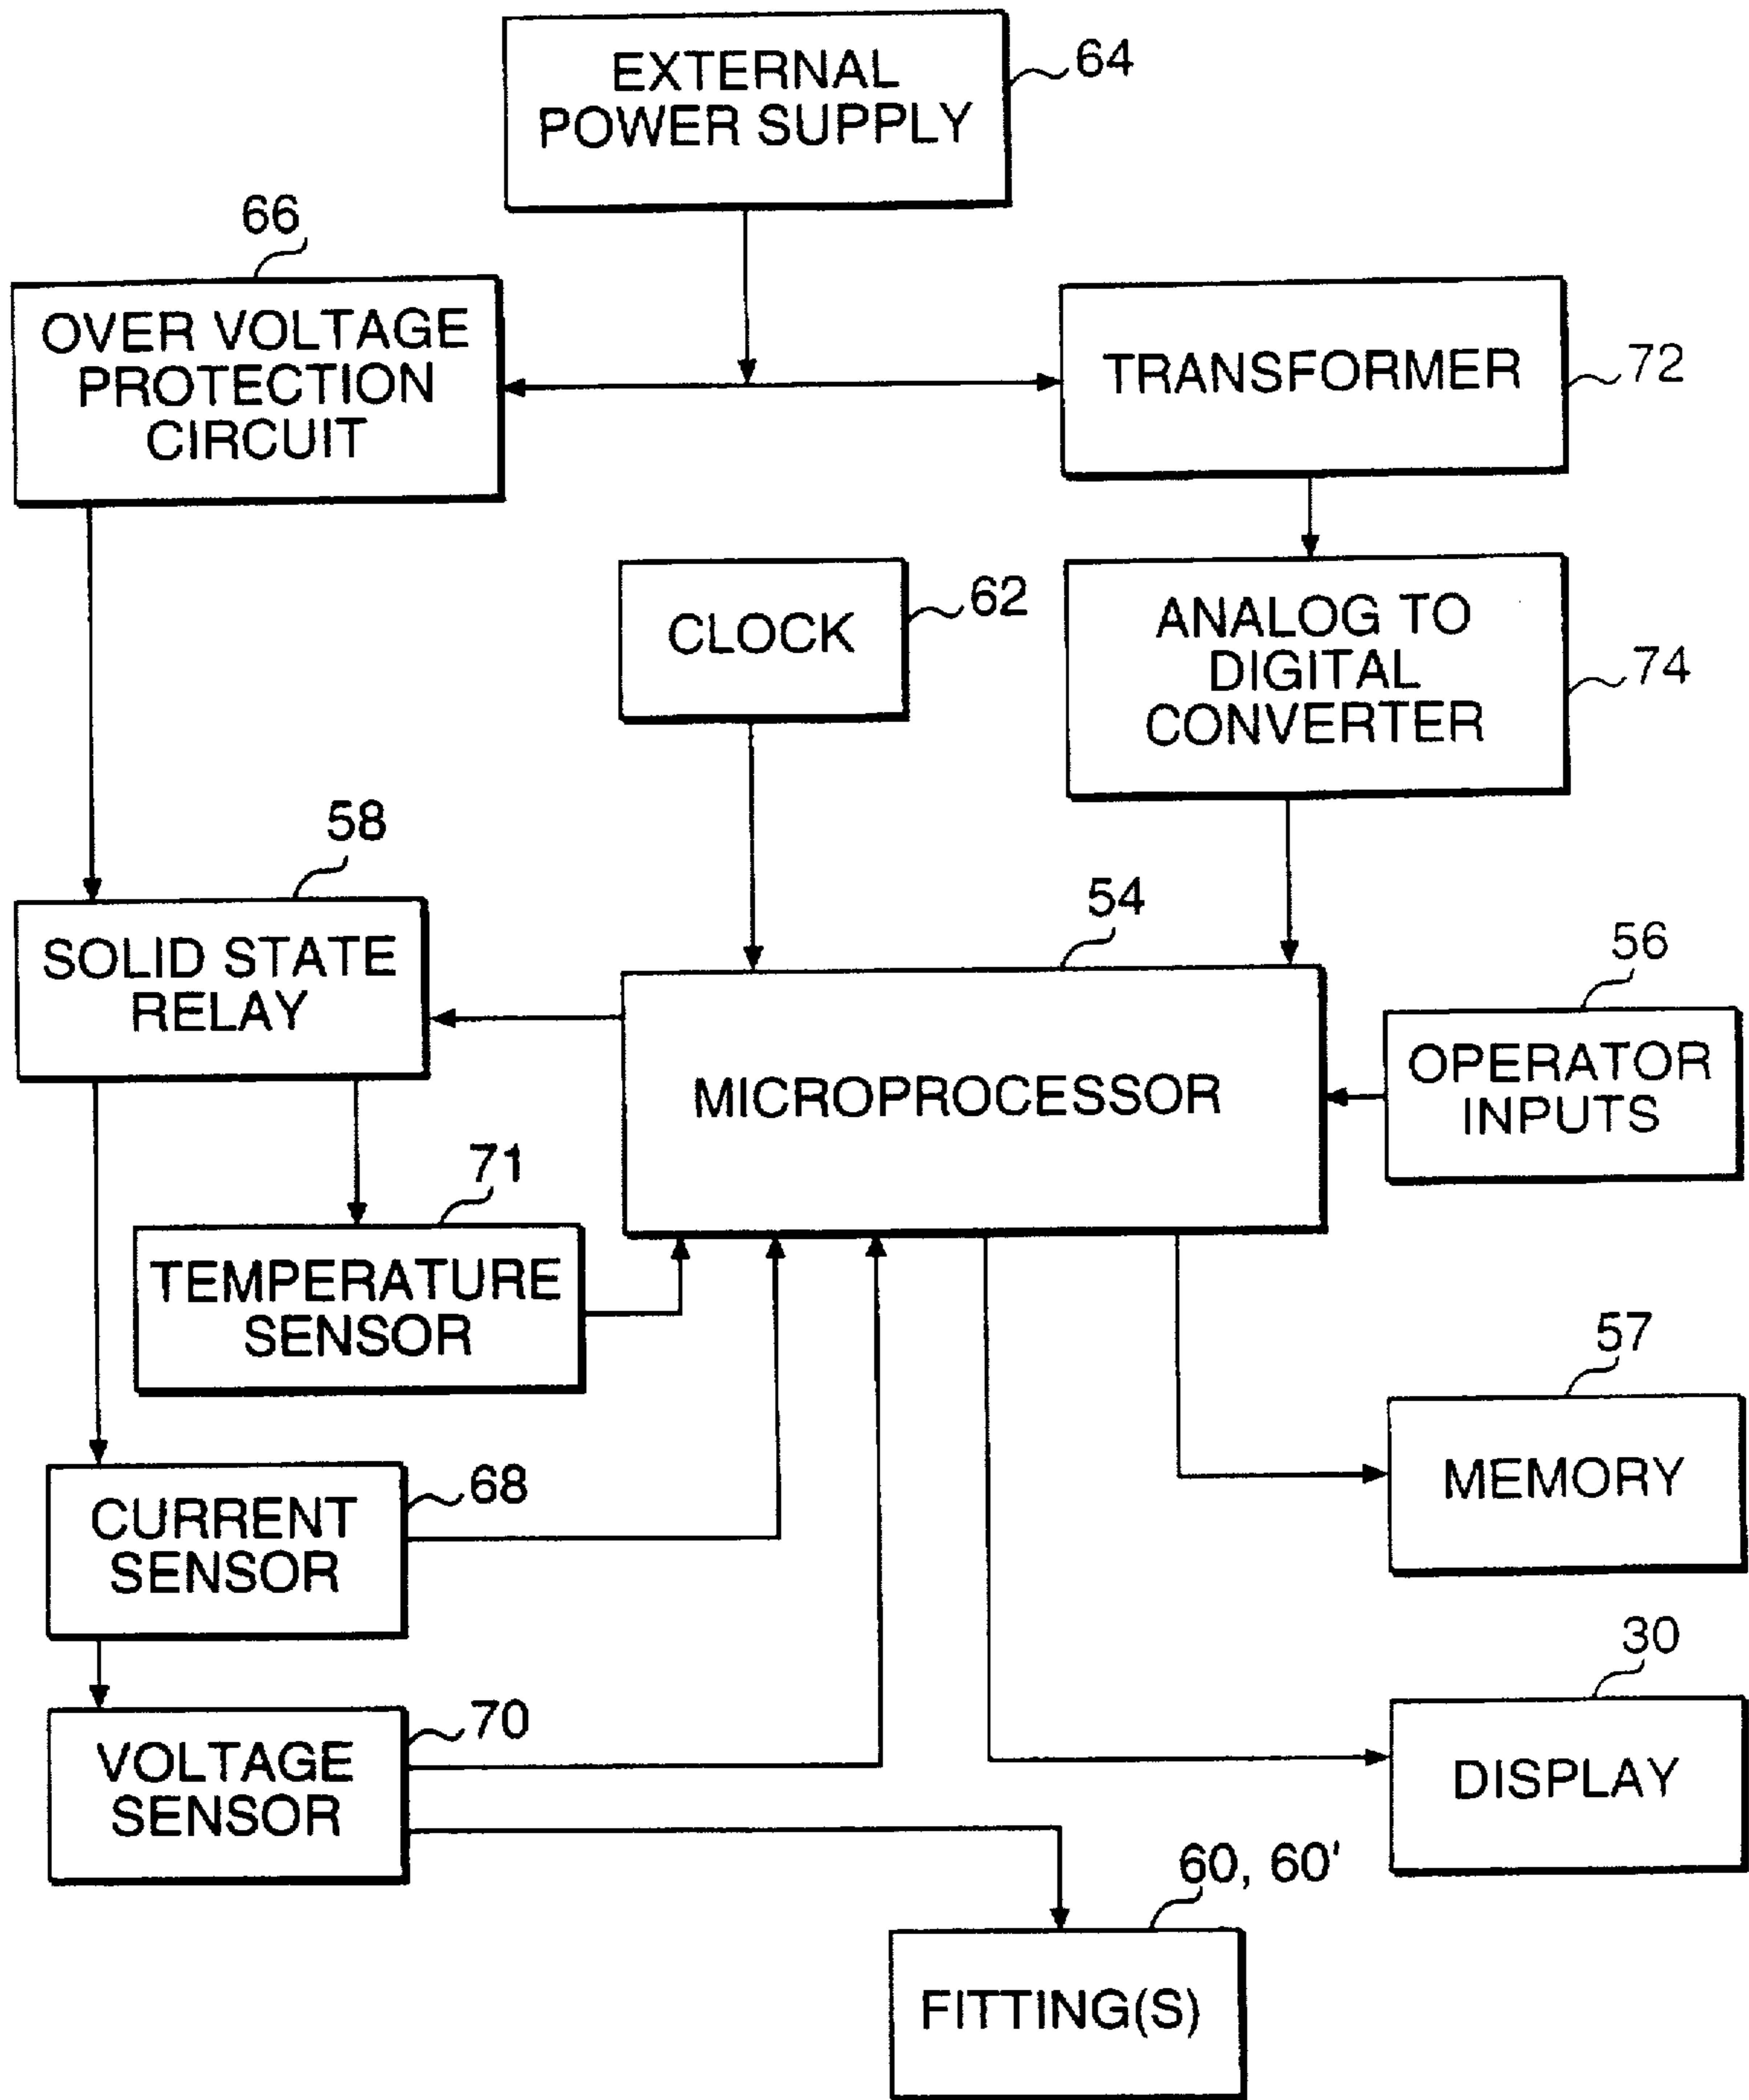 EXTERNAL
POWER SUPPLY
64
66
OVER VOLTAGE
PROTECTION
CIRCUIT
TRANSFORMER
72
CLOCK
62
ANALOG TO
DIGITAL
CONVERTER
74
58
SOLID STATE
RELAY
54
MICROPROCESSOR
56
OPERATOR
INPUTS
71
TEMPERATURE
SENSOR
57
MEMORY
CURRENT
SENSOR
68
30
DISPLAY
VOLTAGE
SENSOR
70
60, 60'
FITTING(S)